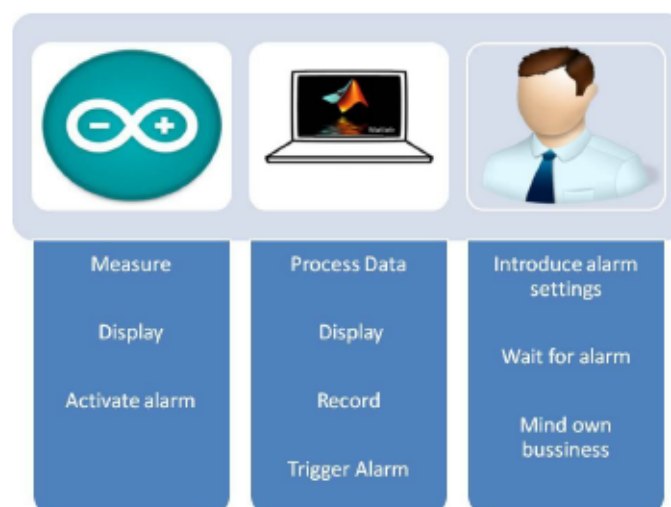 Matlab
Measure
Display
Activate alarm
Process Data
Display
Record
Trigger Alarm
Introduce alarm
settings
Wait for alarm
Mind own
bussiness